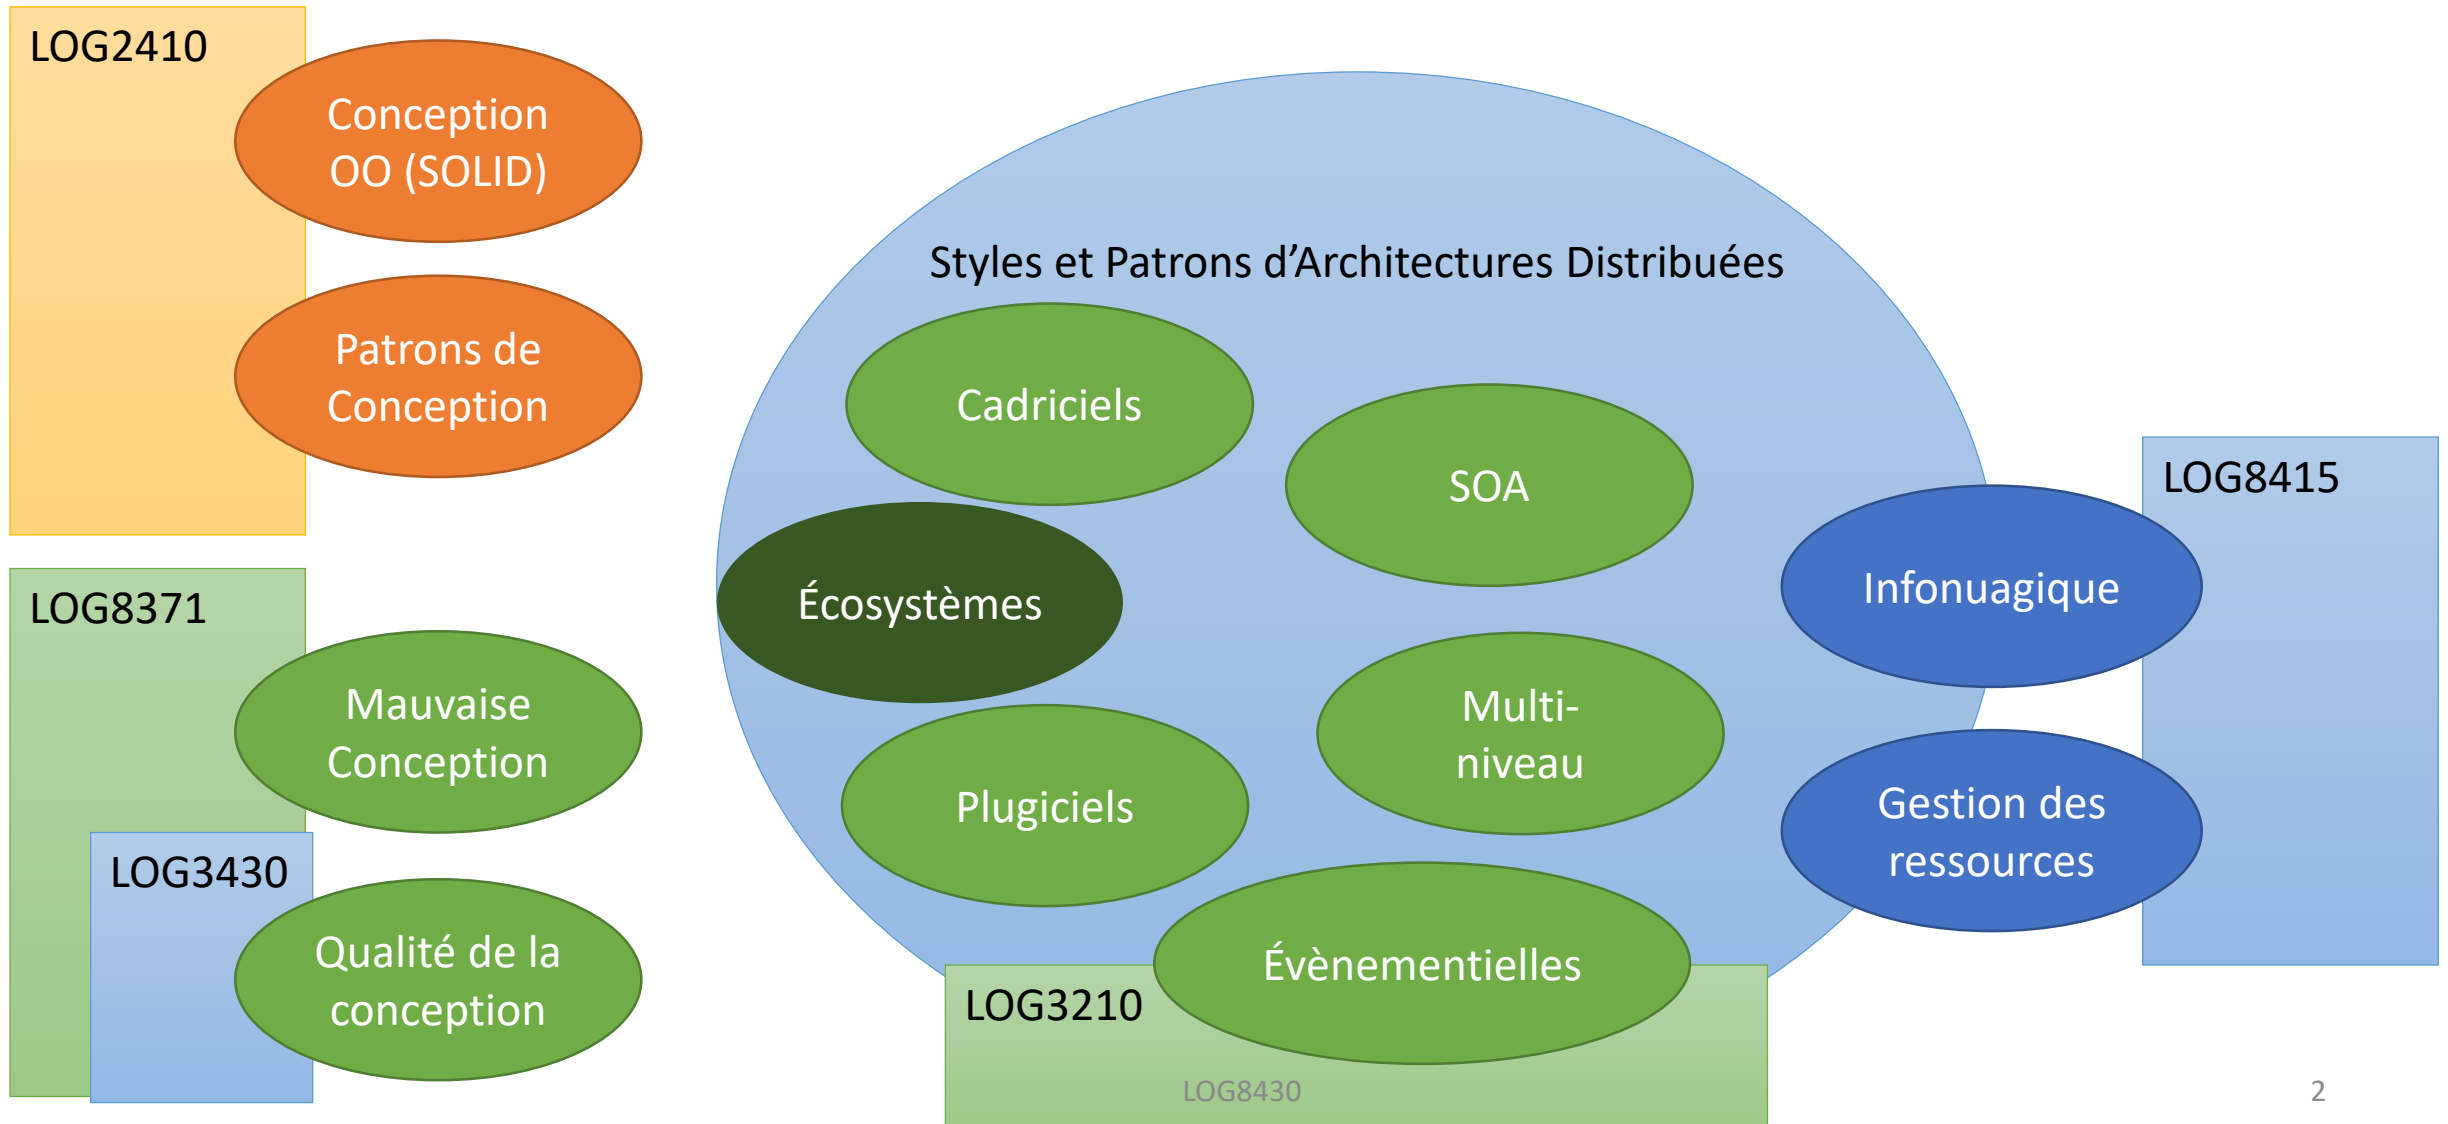 LOG2410
Conception
OO (SOLID)
Patrons de
Conception
LOG8371
Mauvaise
Conception
LOG3430
Qualité de la
conception
Styles et Patrons d’Architectures Distribuées
Cadriciels
SOA
Écosystèmes
Multi-
niveau
Plugiciels
Évènementielles
LOG3210
LOG8415
Infonuagique
Gestion des
ressources
LOG8430
2